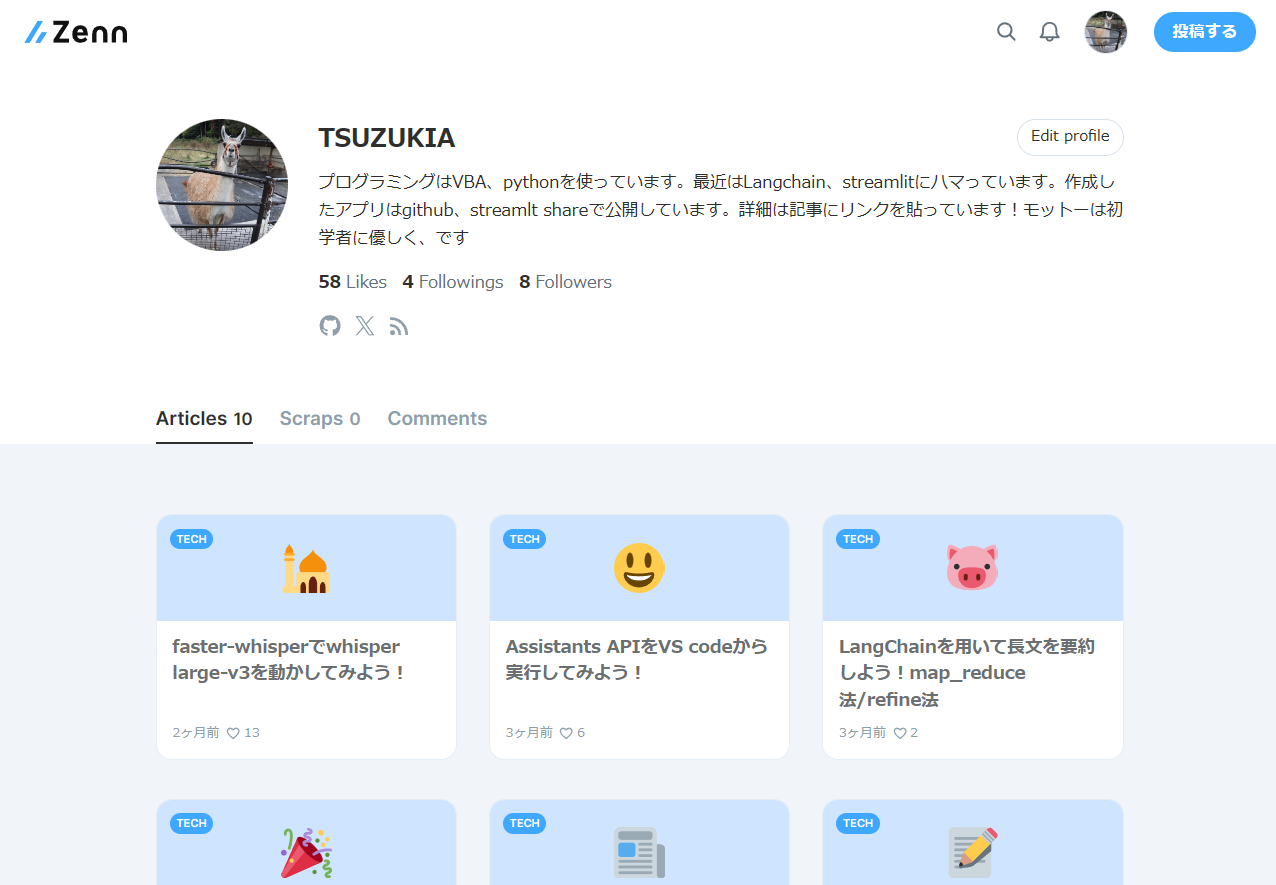 Zenn
投稿する
TSUZUKIA
Edit profile
プログラミングはVBA、pythonを使っています。最近はLangchain、streamlitにハマっています。作成し
たアプリはgithub、streamlt shareで公開しています。詳細は記事にリンクを貼っています！モットーは初
学者に優しく、です
58 Likes 4 Followings 8 Followers
Articles 10 Scraps 0 Comments
TECH
faster-whisperでwhisper
large-v3を動かしてみよう！
2ヶ月前 13
TECH
Assistants APIをVS codeから
実行してみよう！
3ヶ月前 6
TECH
LangChainを用いて長文を要約
しよう！map_reduce
法/refine法
3ヶ月前 2
TECH
TECH
TECH